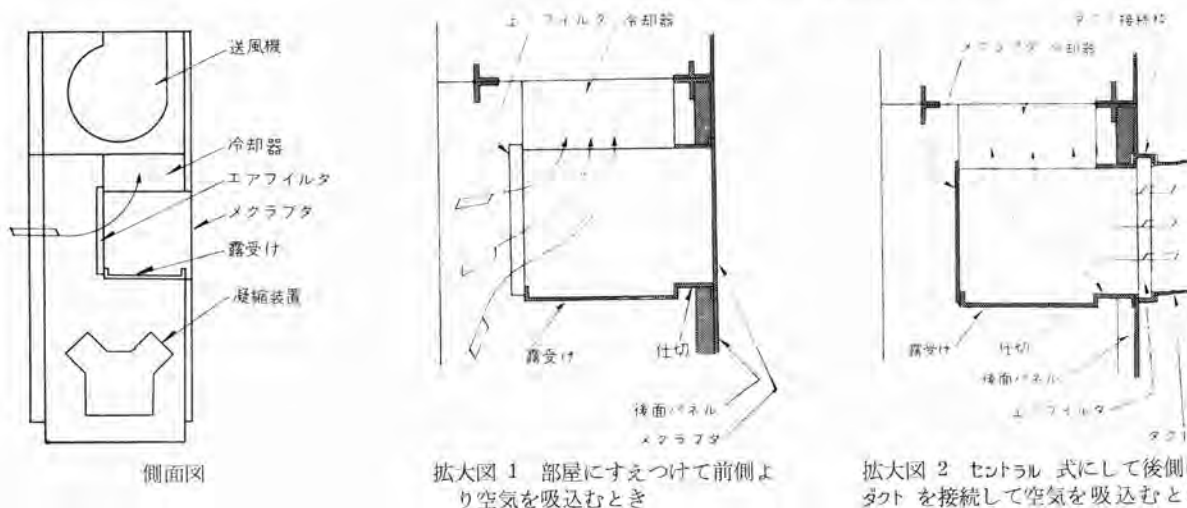 送風機
冷却器
エアフィルタ
メクラブタ
露受け
凝縮装置
側面図
冷却器
露受け
仕切
後面パネル
メクラブタ
拡大図 1 部屋にすえつけて前側よ
り空気を吸込むとき
メクラブタ 冷却器
露受け
仕切
後面パネル
エアフィルタ
拡大図 2 セントラル 式にして後側
ダクト を接続して空気を吸込むと